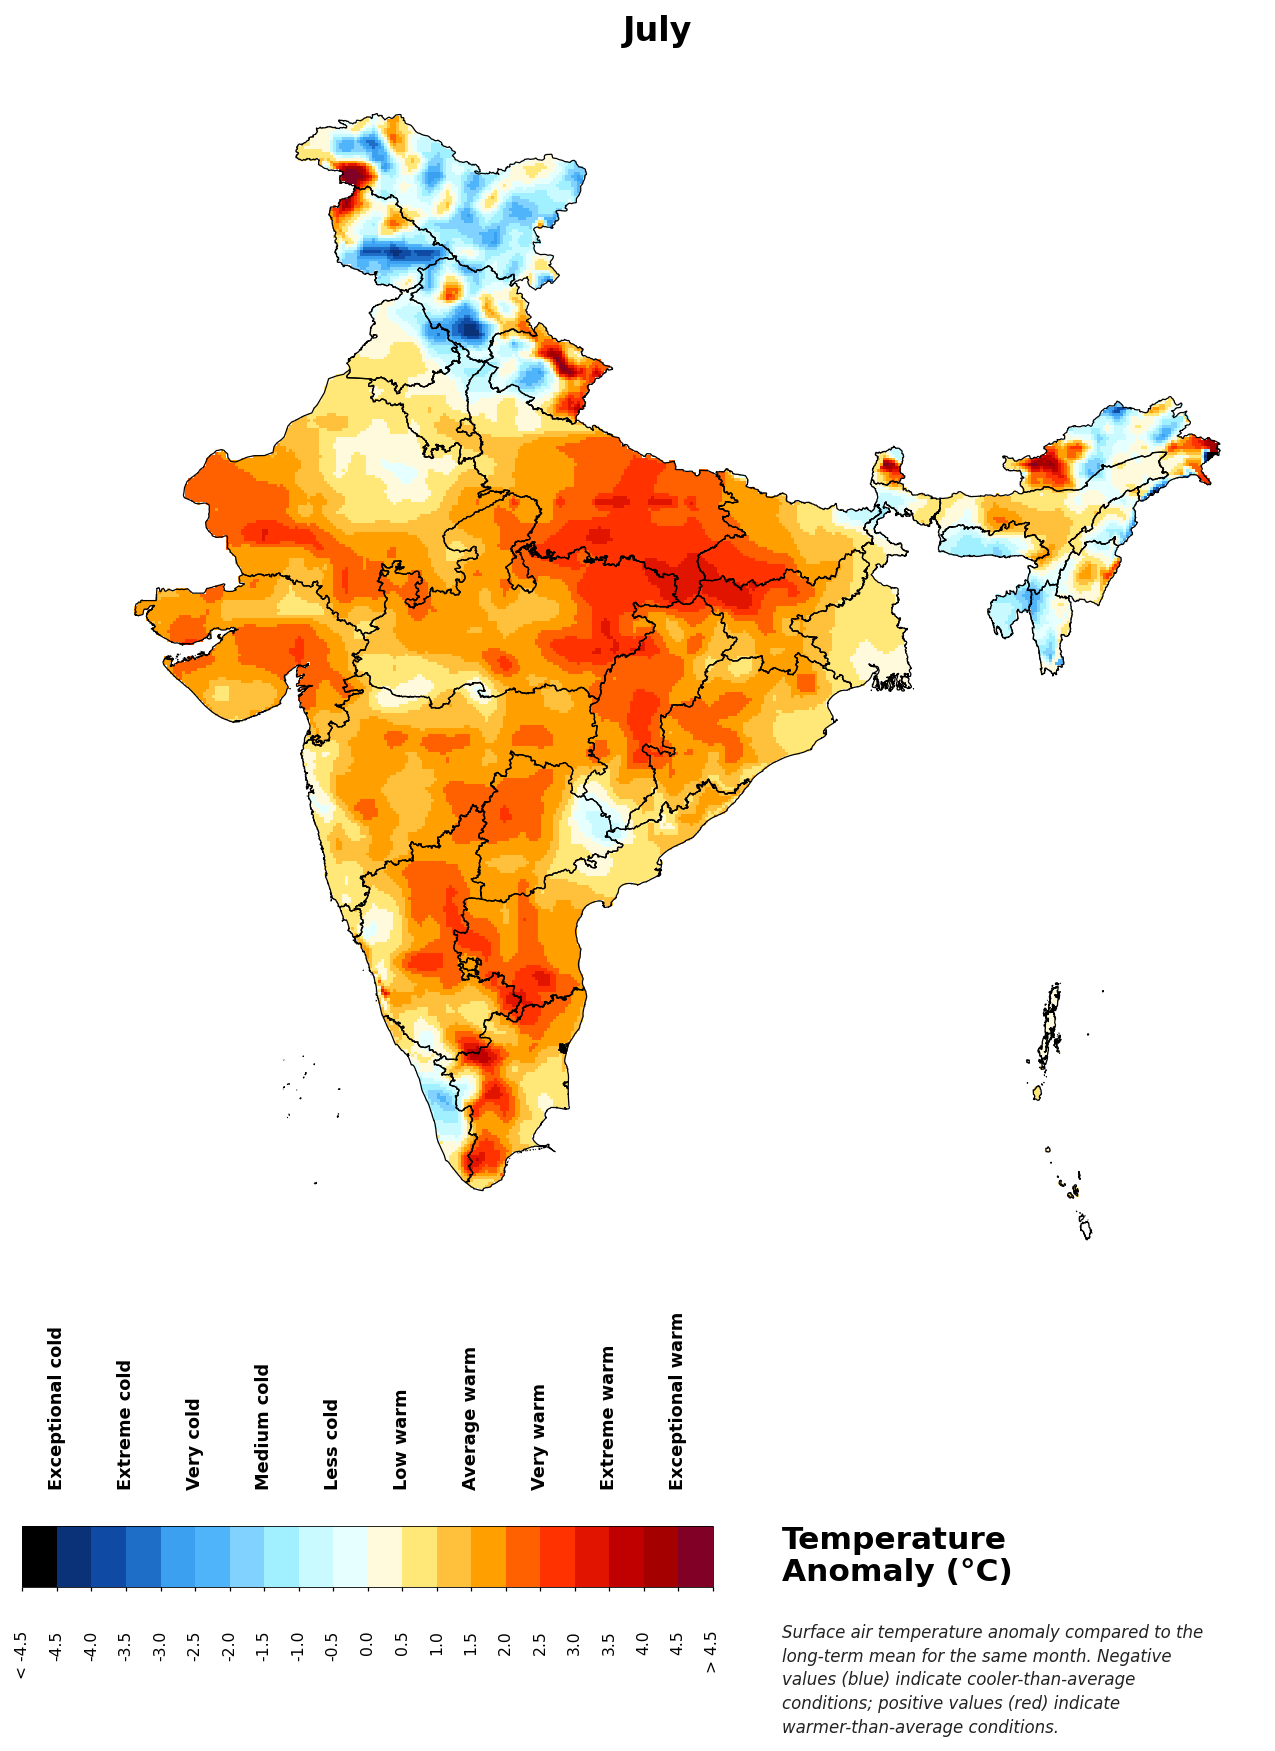 July
Exceptional cold
Extreme cold
Very cold
Medium cold
Less cold
Low warm
Average warm
Very warm
Extreme warm
Exceptional warm
< -4.5
-4.5
-4.0
-3.5
-3.0
-2.5
-2.0
-1.5
-1.0
-0.5
0.0
0.5
1.0
1.5
2.0
2.5
3.0
3.5
4.0
4.5
> 4.5
Temperature
Anomaly (°C)
Surface air temperature anomaly compared to the
long-term mean for the same month. Negative
values (blue) indicate cooler-than-average
conditions; positive values (red) indicate
warmer-than-average conditions.